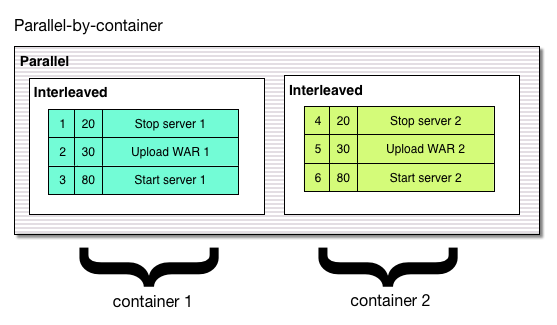 Parallel-by-container
Parallel
Interleaved
1 20 Stop server 1
2 30 Upload WAR 1
3 80 Start server 1
Interleaved
4 20 Stop server 2
5 30 Upload WAR 2
6 80 Start server 2
container 1
container 2